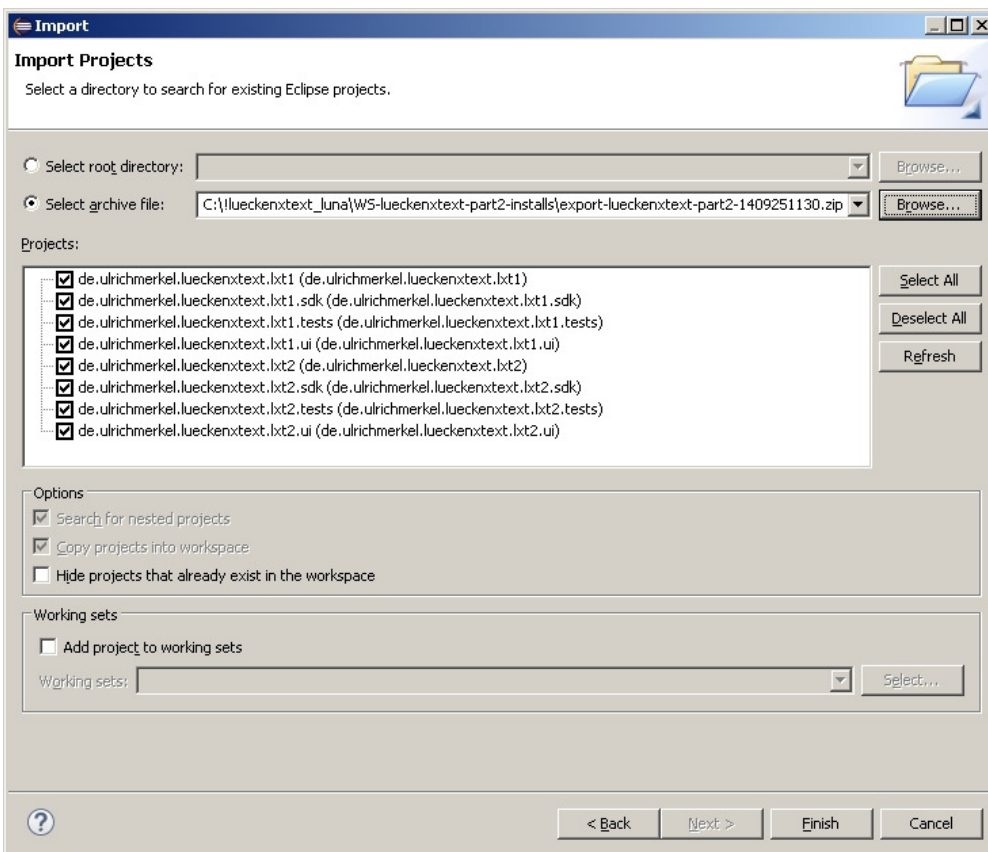 Import
Import Projects
Select a directory to search for existing Eclipse projects.
Select root directory:
Browse...
Select archive file:
C:\!lueckenxtext_luna\WS-lueckenxtext-part2-installs\export-lueckenxtext-part2-1409251130.zip
Browse...
Projects:
de.ulrichmerkel.lueckenxtext.lxt1 (de.ulrichmerkel.lueckenxtext.lxt1)
de.ulrichmerkel.lueckenxtext.lxt1.sdk (de.ulrichmerkel.lueckenxtext.lxt1.sdk)
de.ulrichmerkel.lueckenxtext.lxt1.tests (de.ulrichmerkel.lueckenxtext.lxt1.tests)
de.ulrichmerkel.lueckenxtext.lxt1.ui (de.ulrichmerkel.lueckenxtext.lxt1.ui)
de.ulrichmerkel.lueckenxtext.lxt2 (de.ulrichmerkel.lueckenxtext.lxt2)
de.ulrichmerkel.lueckenxtext.lxt2.sdk (de.ulrichmerkel.lueckenxtext.lxt2.sdk)
de.ulrichmerkel.lueckenxtext.lxt2.tests (de.ulrichmerkel.lueckenxtext.lxt2.tests)
de.ulrichmerkel.lueckenxtext.lxt2.ui (de.ulrichmerkel.lueckenxtext.lxt2.ui)
Select All
Deselect All
Refresh
Options
Search for nested projects
Copy projects into workspace
Hide projects that already exist in the workspace
Working sets
Add project to working sets
Working sets:
Select...
?
< Back
Next >
Finish
Cancel